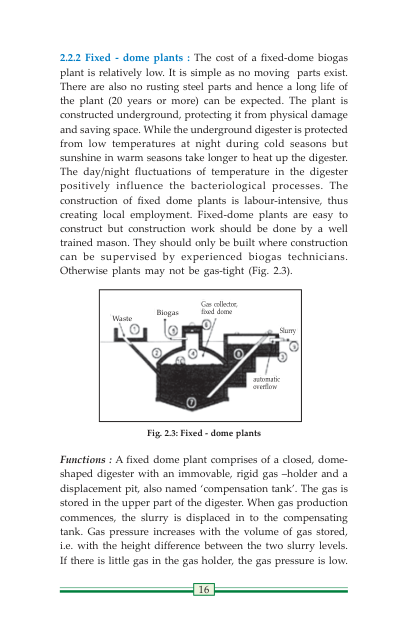 2.2.2 Fixed - dome plants : The cost of a fixed-dome biogas
plant is relatively low. It is simple as no moving parts exist.
There are also no rusting steel parts and hence a long life of
the plant (20 years or more) can be expected. The plant is
constructed underground, protecting it from physical damage
and saving space. While the underground digester is protected
from low temperatures at night during cold seasons but
sunshine in warm seasons take longer to heat up the digester.
The day/night fluctuations of temperature in the digester
positively influence the bacteriological processes. The
construction of fixed dome plants is labour-intensive, thus
creating local employment. Fixed-dome plants are easy to
construct but construction work should be done by a well
trained mason. They should only be built where construction
can be supervised by experienced biogas technicians.
Otherwise plants may not be gas-tight (Fig. 2.3).
Gas collector,
fixed dome
Biogas
Waste
Slurry
automatic
overflow
Fig. 2.3: Fixed - dome plants
Functions : A fixed dome plant comprises of a closed, dome-
shaped digester with an immovable, rigid gas –holder and a
displacement pit, also named ‘compensation tank’. The gas is
stored in the upper part of the digester. When gas production
commences, the slurry is displaced in to the compensating
tank. Gas pressure increases with the volume of gas stored,
i.e. with the height difference between the two slurry levels.
If there is little gas in the gas holder, the gas pressure is low.
16